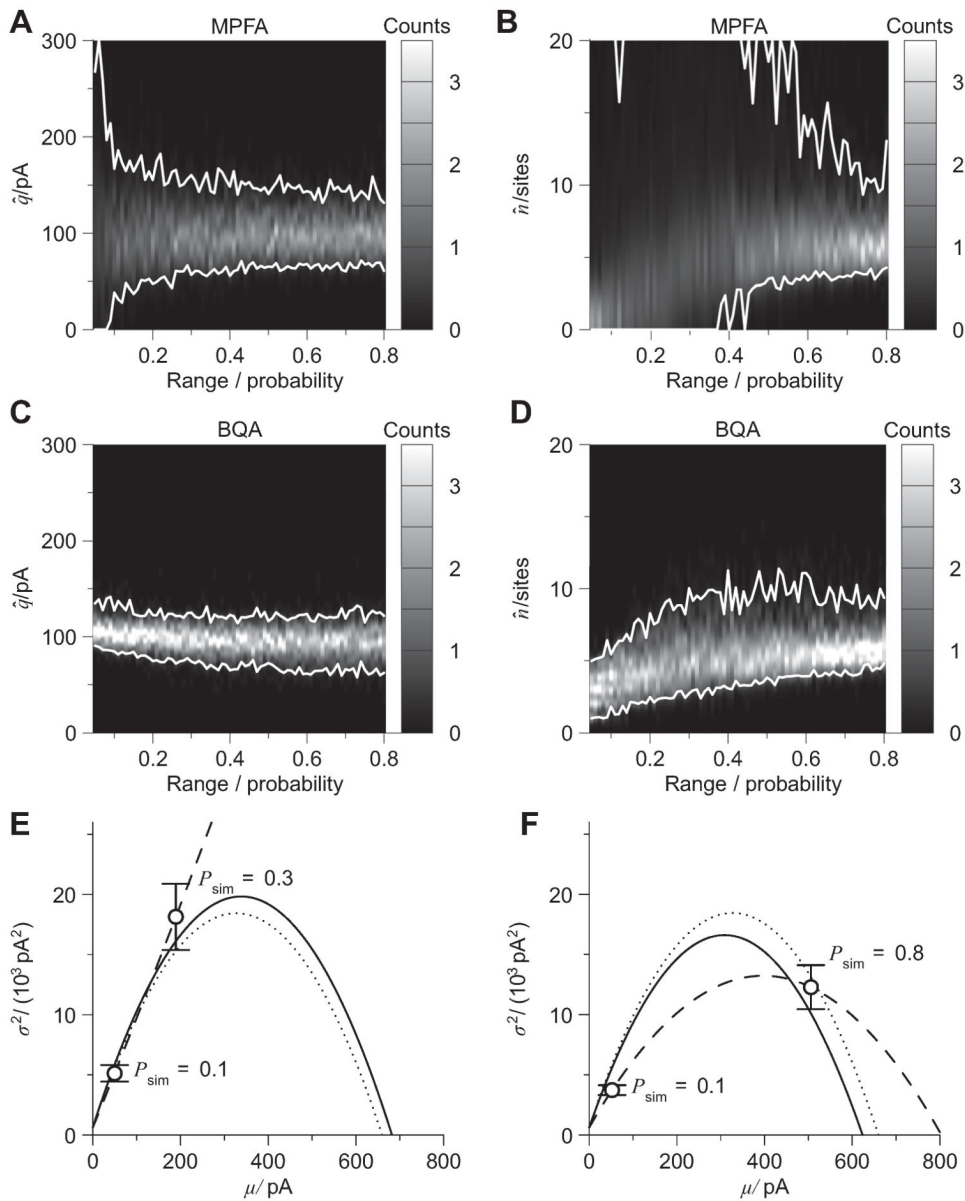 A
MPFA
Counts
300
200
100
0
q̂/pA
0.2
0.4
0.6
0.8
Range / probability
3
2
1
0
B
MPFA
Counts
20
10
0
n̂/sites
0.2
0.4
0.6
0.8
Range / probability
3
2
1
0
C
BQA
Counts
300
200
100
0
q̂/pA
0.2
0.4
0.6
0.8
Range / probability
3
2
1
0
D
BQA
Counts
20
10
0
n̂/sites
0.2
0.4
0.6
0.8
Range / probability
3
2
1
0
E
20
10
0
σ²/ (10³ pA²)
P_sim = 0.3
P_sim = 0.1
0
200
400
600
800
μ/ pA
F
20
10
0
σ²/ (10³ pA²)
P_sim = 0.8
P_sim = 0.1
0
200
400
600
800
μ/ pA